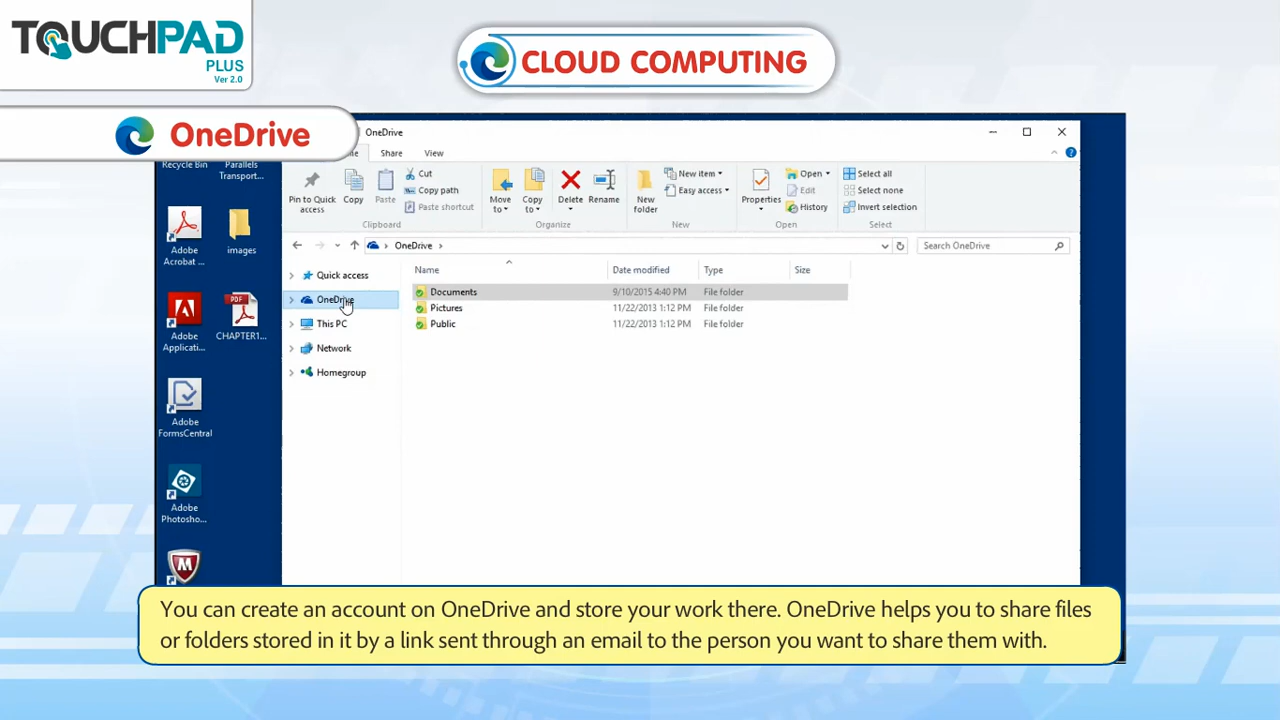 TOUCHPAD
PLUS
Ver 2.0
CLOUD COMPUTING
OneDrive
OneDrive
Share View
Recycle Bin
Parallels
Transport...
Adobe
Acrobat ...
images
Adobe
Applicati...
PDF
CHAPTER1...
Adobe
FormsCentral
Adobe
Photosho...
Pin to Quick
access
Copy
Paste
Cut
Copy path
Paste shortcut
Clipboard
Move
to
Copy
to
Delete
Rename
Organize
New
folder
New item
Easy access
New
Properties
Open
Edit
History
Open
Select all
Select none
Invert selection
Select
OneDrive
Search OneDrive
Quick access
OneDrive
This PC
Network
Homegroup
Name Date modified Type Size
Documents 9/10/2015 4:40 PM File folder
Pictures 11/22/2013 1:12 PM File folder
Public 11/22/2013 1:12 PM File folder
You can create an account on OneDrive and store your work there. OneDrive helps you to share files
or folders stored in it by a link sent through an email to the person you want to share them with.